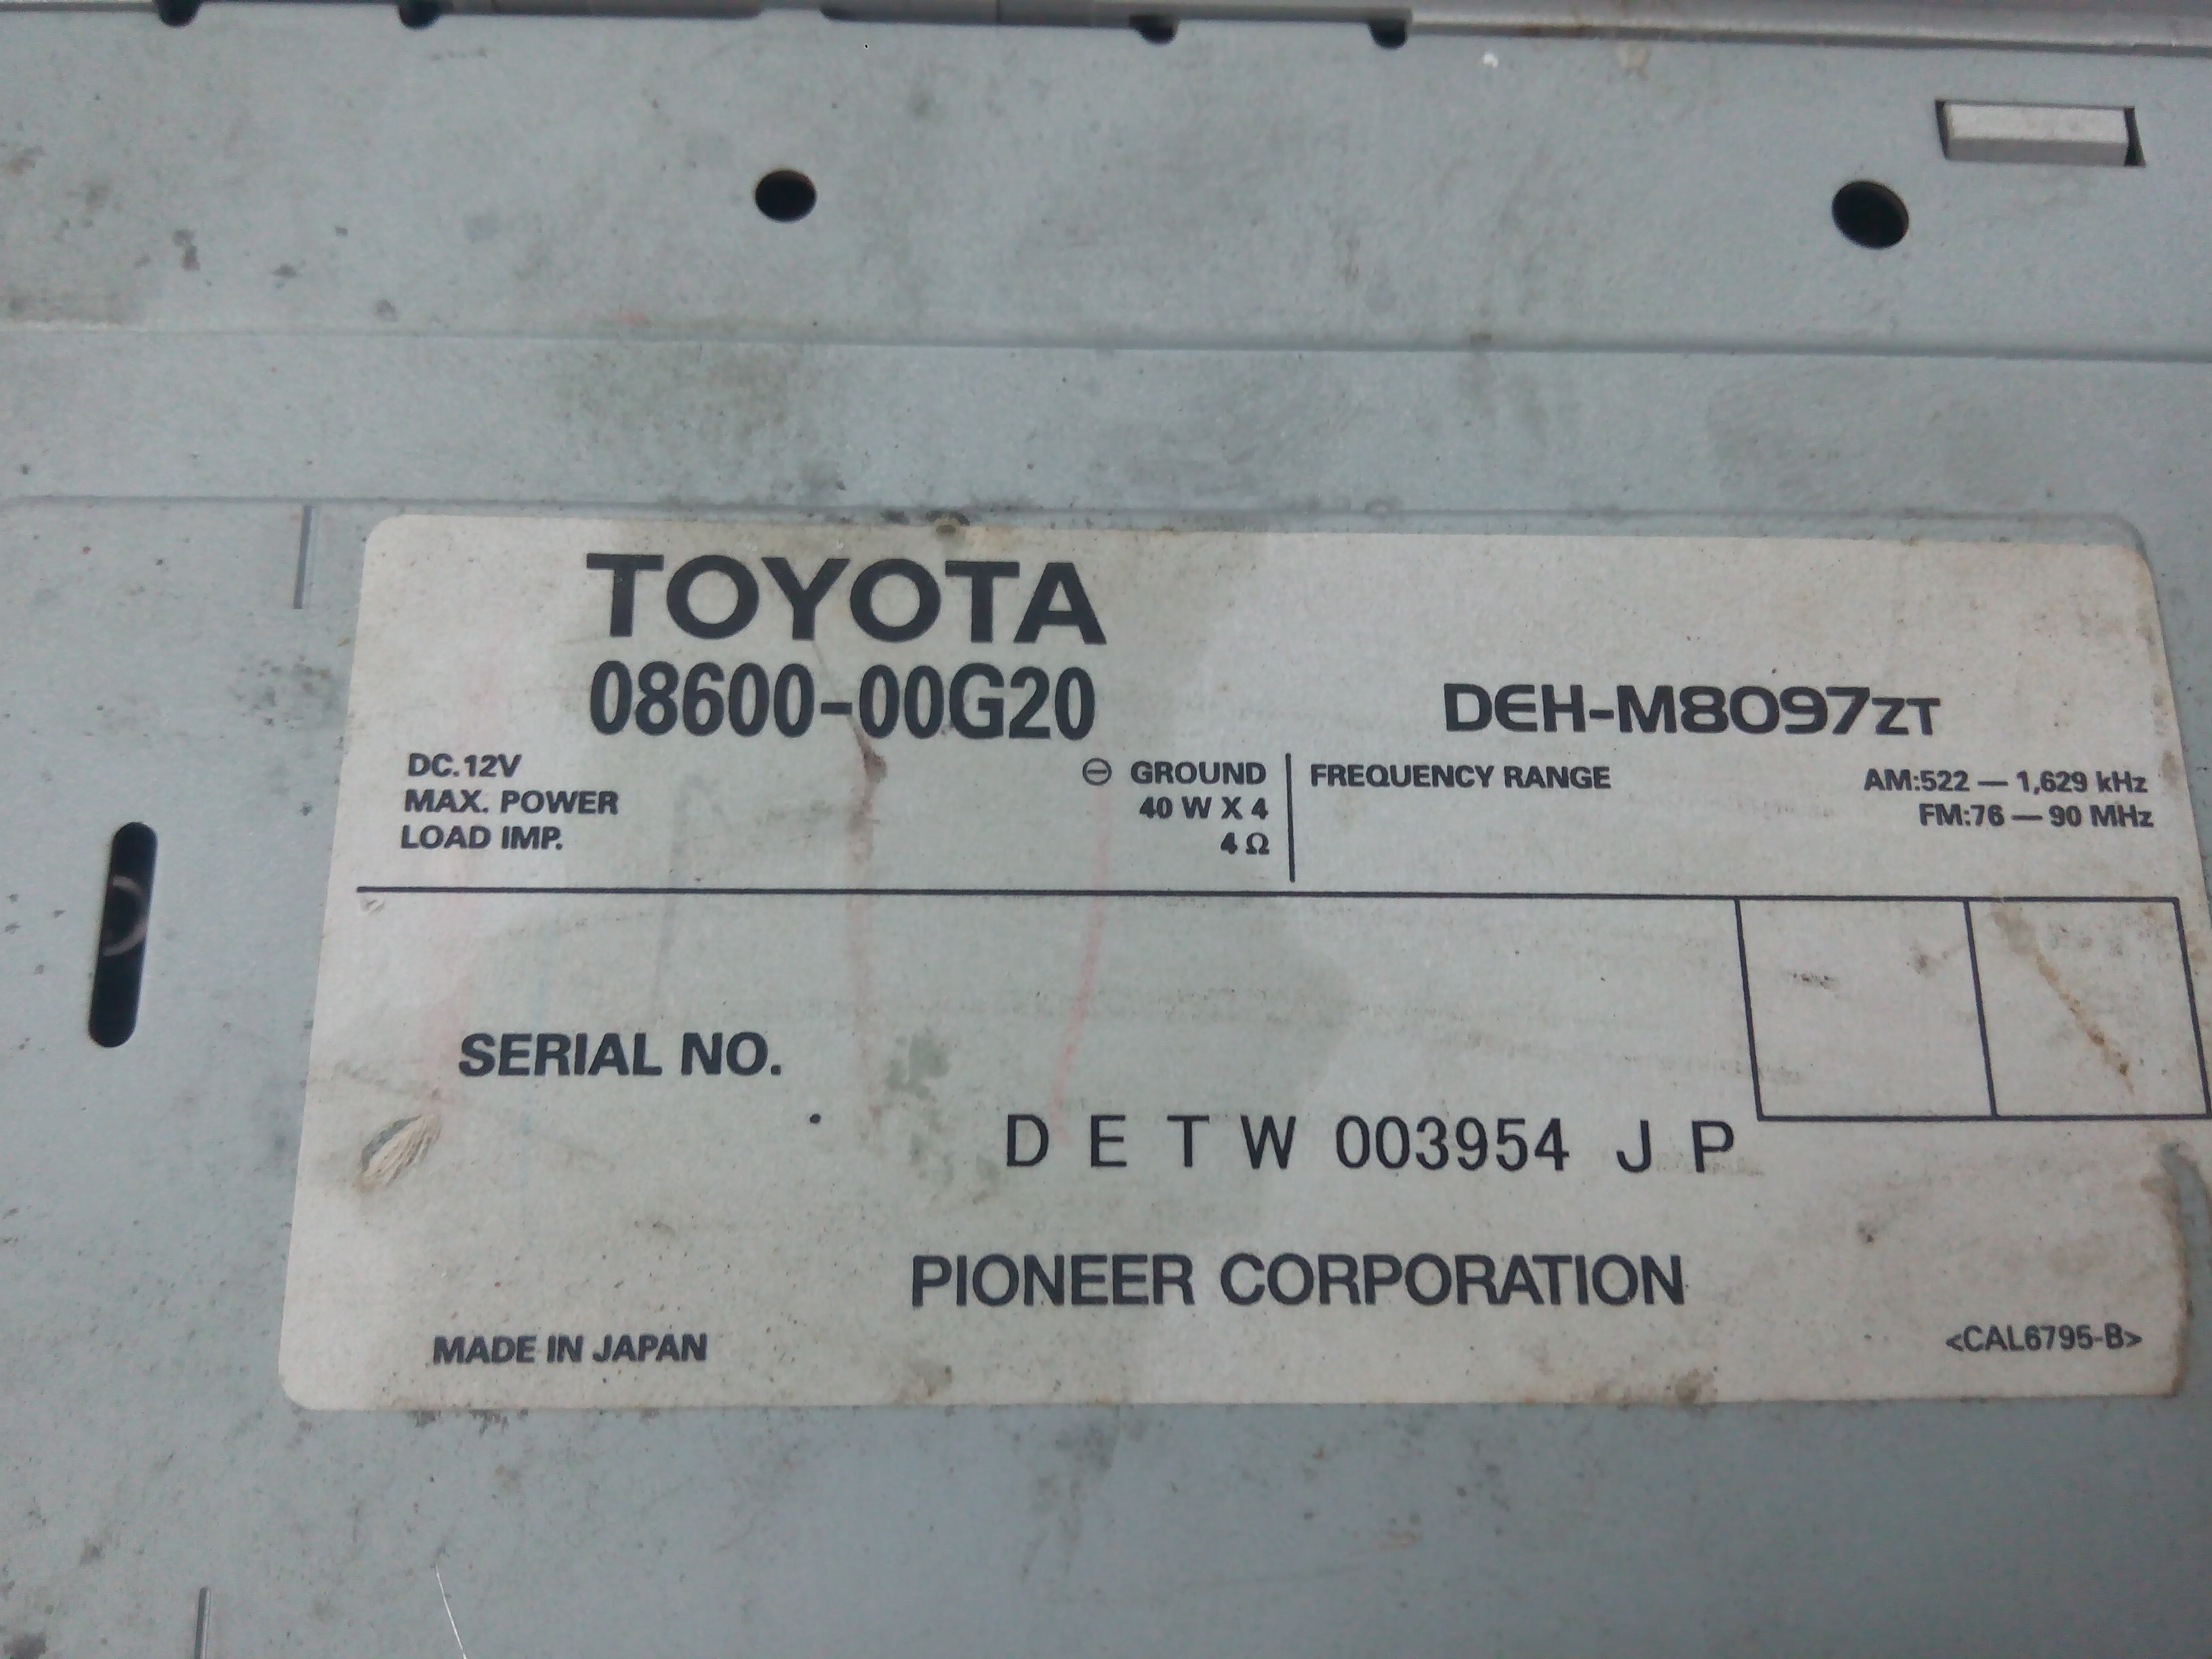 TOYOTA
08600-00G20
DEH-M8097ZT
DC.12V ⊖ GROUND
MAX. POWER 40 W X 4
LOAD IMP. 4 Ω
FREQUENCY RANGE AM:522 — 1,629 kHz
FM:76 — 90 MHz
SERIAL NO.
D E T W 003954 J P
PIONEER CORPORATION
MADE IN JAPAN
<CAL6795-B>